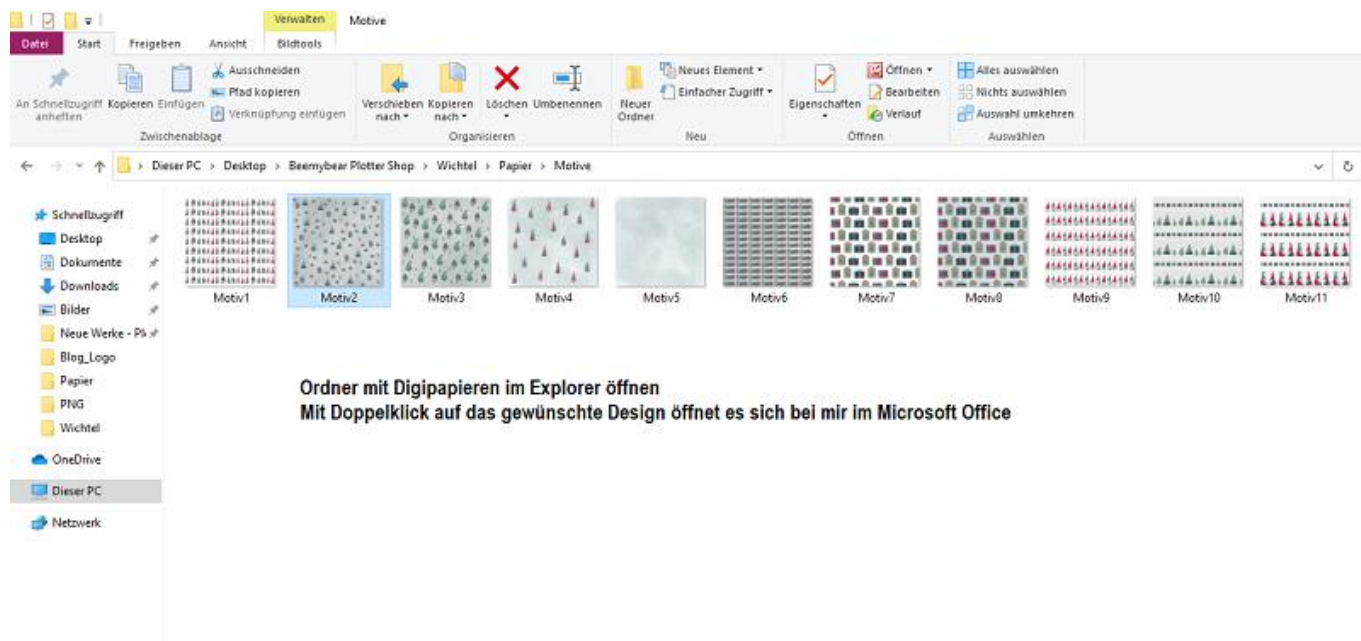 Verwalten Motive
Datei Start Freigeben Ansicht Bildtools
An Schnellzugriff anheften
Kopieren
Einfügen
Ausschneiden
Pfad kopieren
Verknüpfung einfügen
Zwischenablage
Verschieben nach
Kopieren nach
Löschen
Umbenennen
Organisieren
Neuer Ordner
Neues Element
Einfacher Zugriff
Neu
Eigenschaften
Öffnen
Bearbeiten
Verlauf
Öffnen
Alles auswählen
Nichts auswählen
Auswahl umkehren
Auswählen
Dieser PC > Desktop > Beemybear Plotter Shop > Wichtel > Papier > Motive
Schnellzugriff
Desktop
Dokumente
Downloads
Bilder
Neue Werke - Pl
Blog_Logo
Papier
PNG
Wichtel
OneDrive
Dieser PC
Netzwerk
Motiv1 Motiv2 Motiv3 Motiv4 Motiv5 Motiv6 Motiv7 Motiv8 Motiv9 Motiv10 Motiv11
Ordner mit Digipapieren im Explorer öffnen
Mit Doppelklick auf das gewünschte Design öffnet es sich bei mir im Microsoft Office